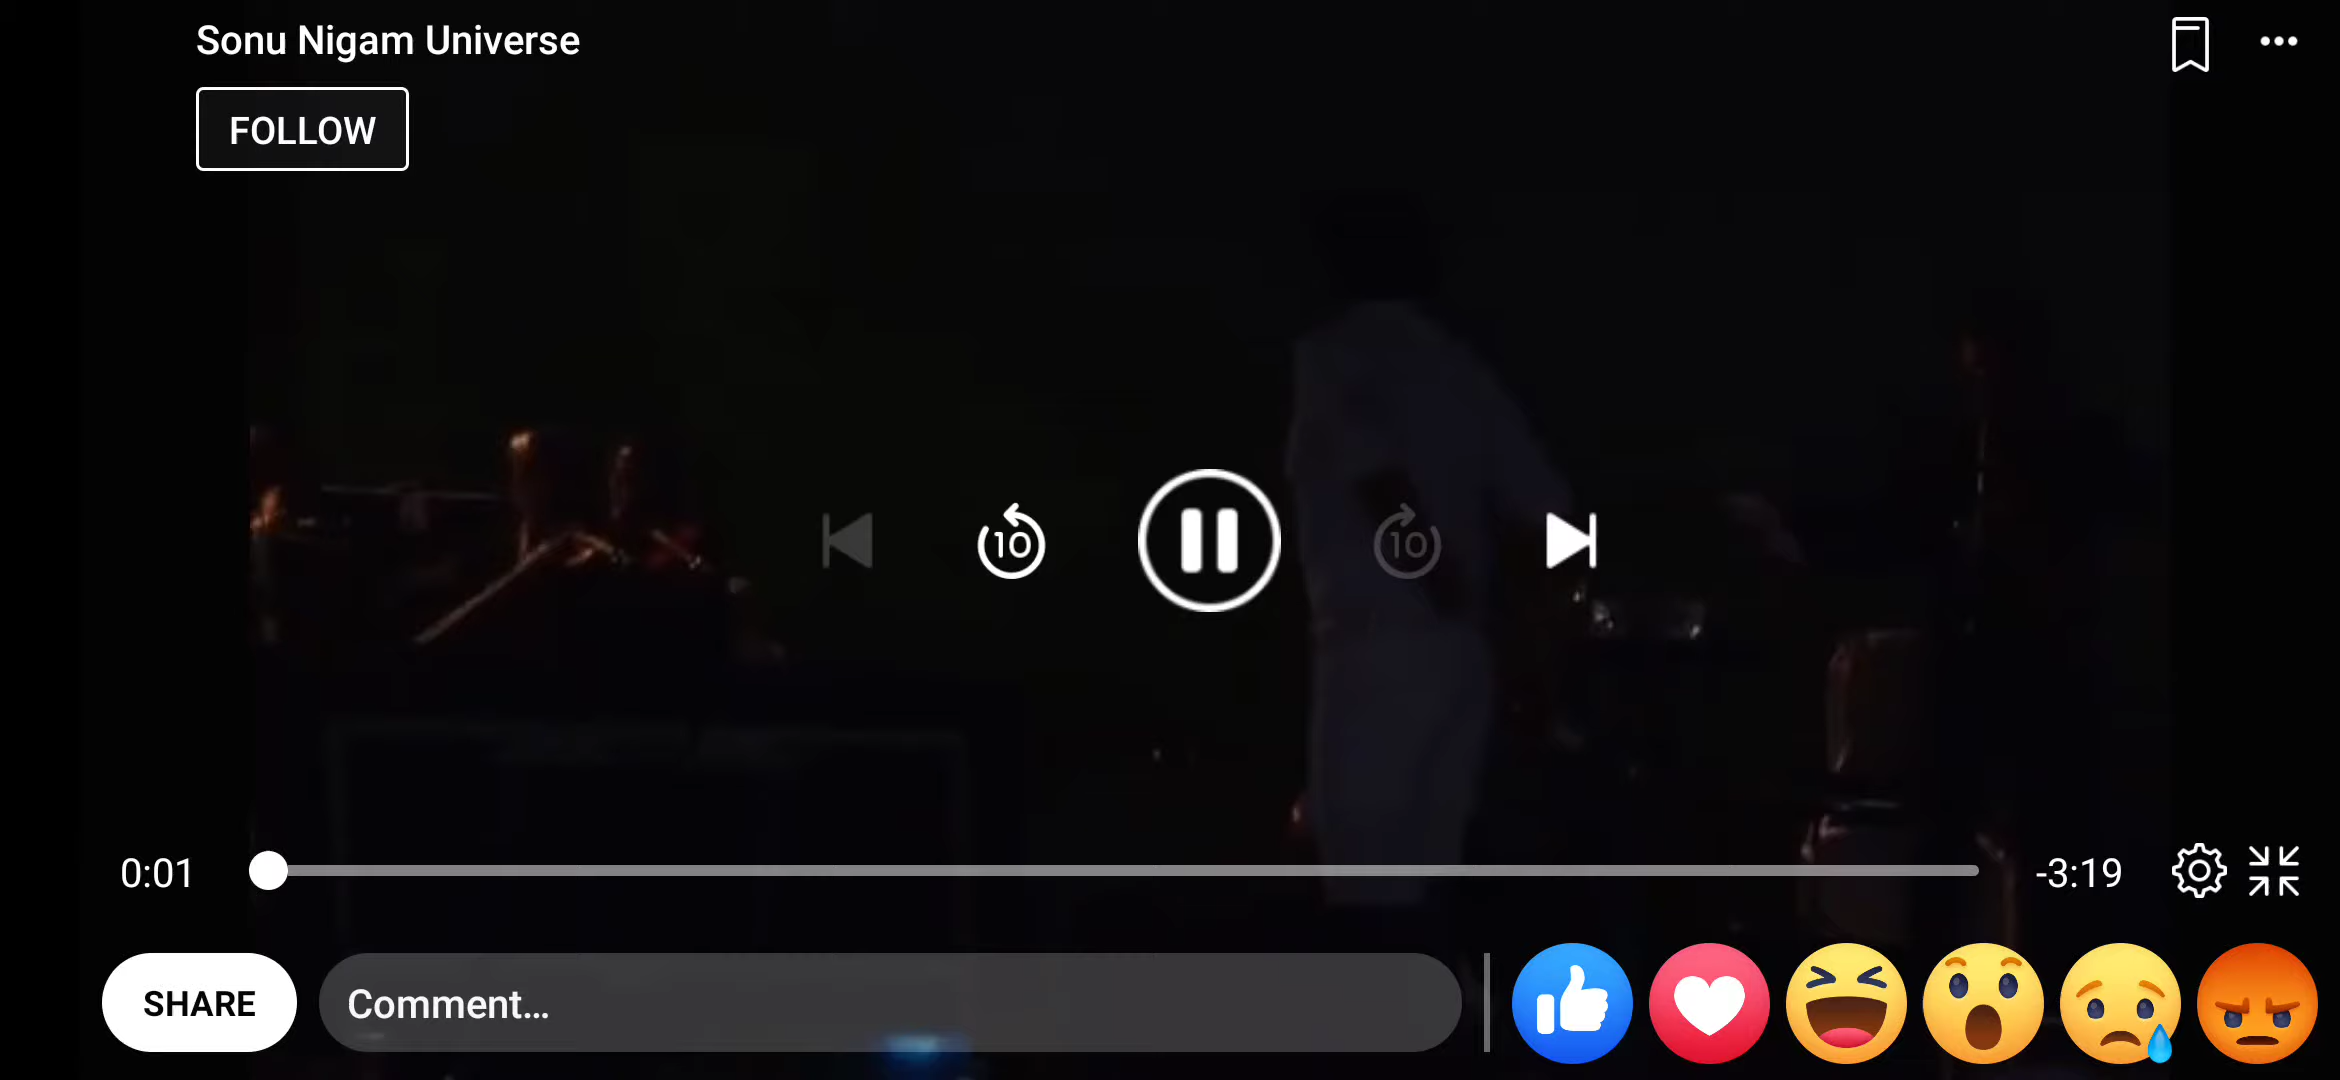 Sonu Nigam Universe
FOLLOW
10
10
0:01
-3:19
SHARE
Comment...